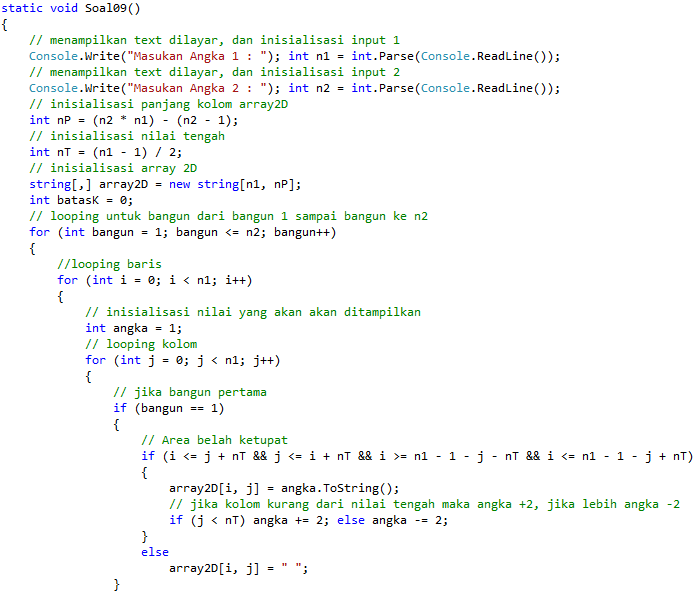 static void Soal09()
{
// menampilkan text dilayar, dan inisialisasi input 1
Console.Write("Masukan Angka 1 : "); int n1 = int.Parse(Console.ReadLine());
// menampilkan text dilayar, dan inisialisasi input 2
Console.Write("Masukan Angka 2 : "); int n2 = int.Parse(Console.ReadLine());
// inisialisasi panjang kolom array2D
int nP = (n2 * n1) - (n2 - 1);
// inisialisasi nilai tengah
int nT = (n1 - 1) / 2;
// inisialisasi array 2D
string[,] array2D = new string[n1, nP];
int batasK = 0;
// looping untuk bangun dari bangun 1 sampai bangun ke n2
for (int bangun = 1; bangun <= n2; bangun++)
{
//looping baris
for (int i = 0; i < n1; i++)
{
// inisialisasi nilai yang akan akan ditampilkan
int angka = 1;
// looping kolom
for (int j = 0; j < n1; j++)
{
// jika bangun pertama
if (bangun == 1)
{
// Area belah ketupat
if (i <= j + nT && j <= i + nT && i >= n1 - 1 - j - nT && i <= n1 - 1 - j + nT)
{
array2D[i, j] = angka.ToString();
// jika kolom kurang dari nilai tengah maka angka +2, jika lebih angka -2
if (j < nT) angka += 2; else angka -= 2;
}
else
array2D[i, j] = " ";
}